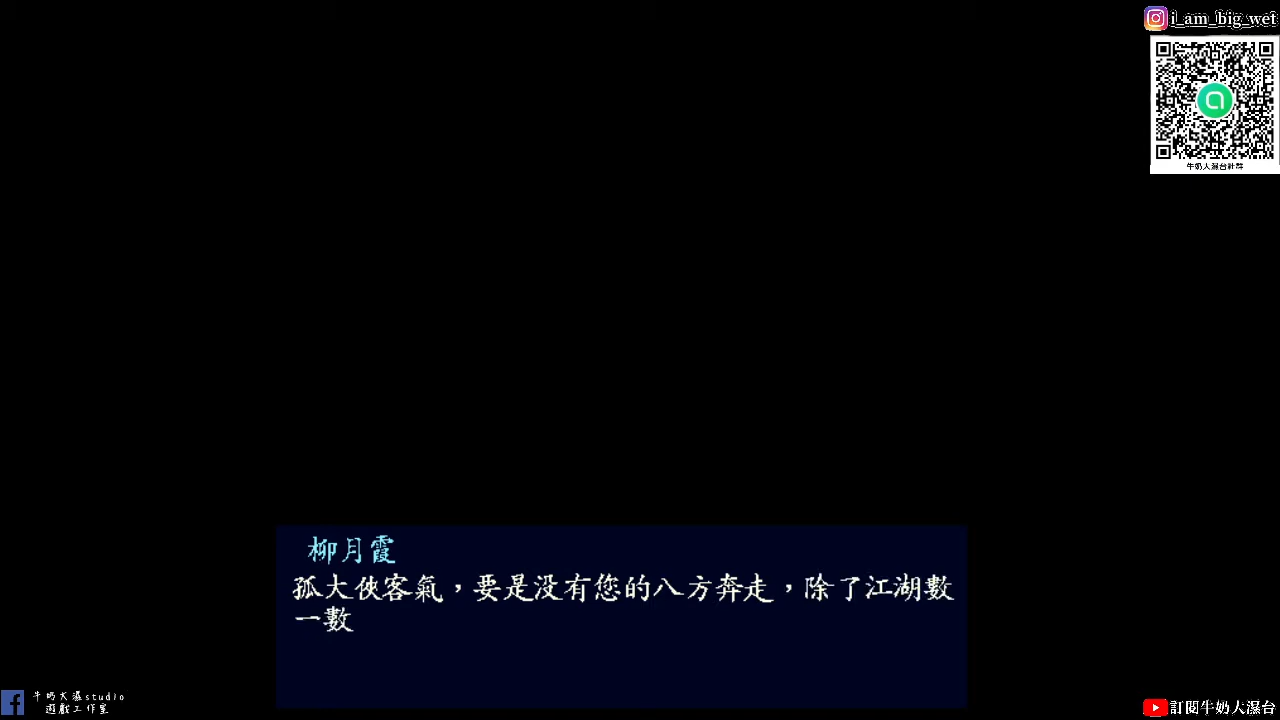 i_am_big_wet
牛奶大濕台社群
柳月霞
孤大俠客氣，要是沒有您的八方奔走，除了江湖數
一數
牛奶大濕studio
遊戲工作室
訂閱牛奶大濕台